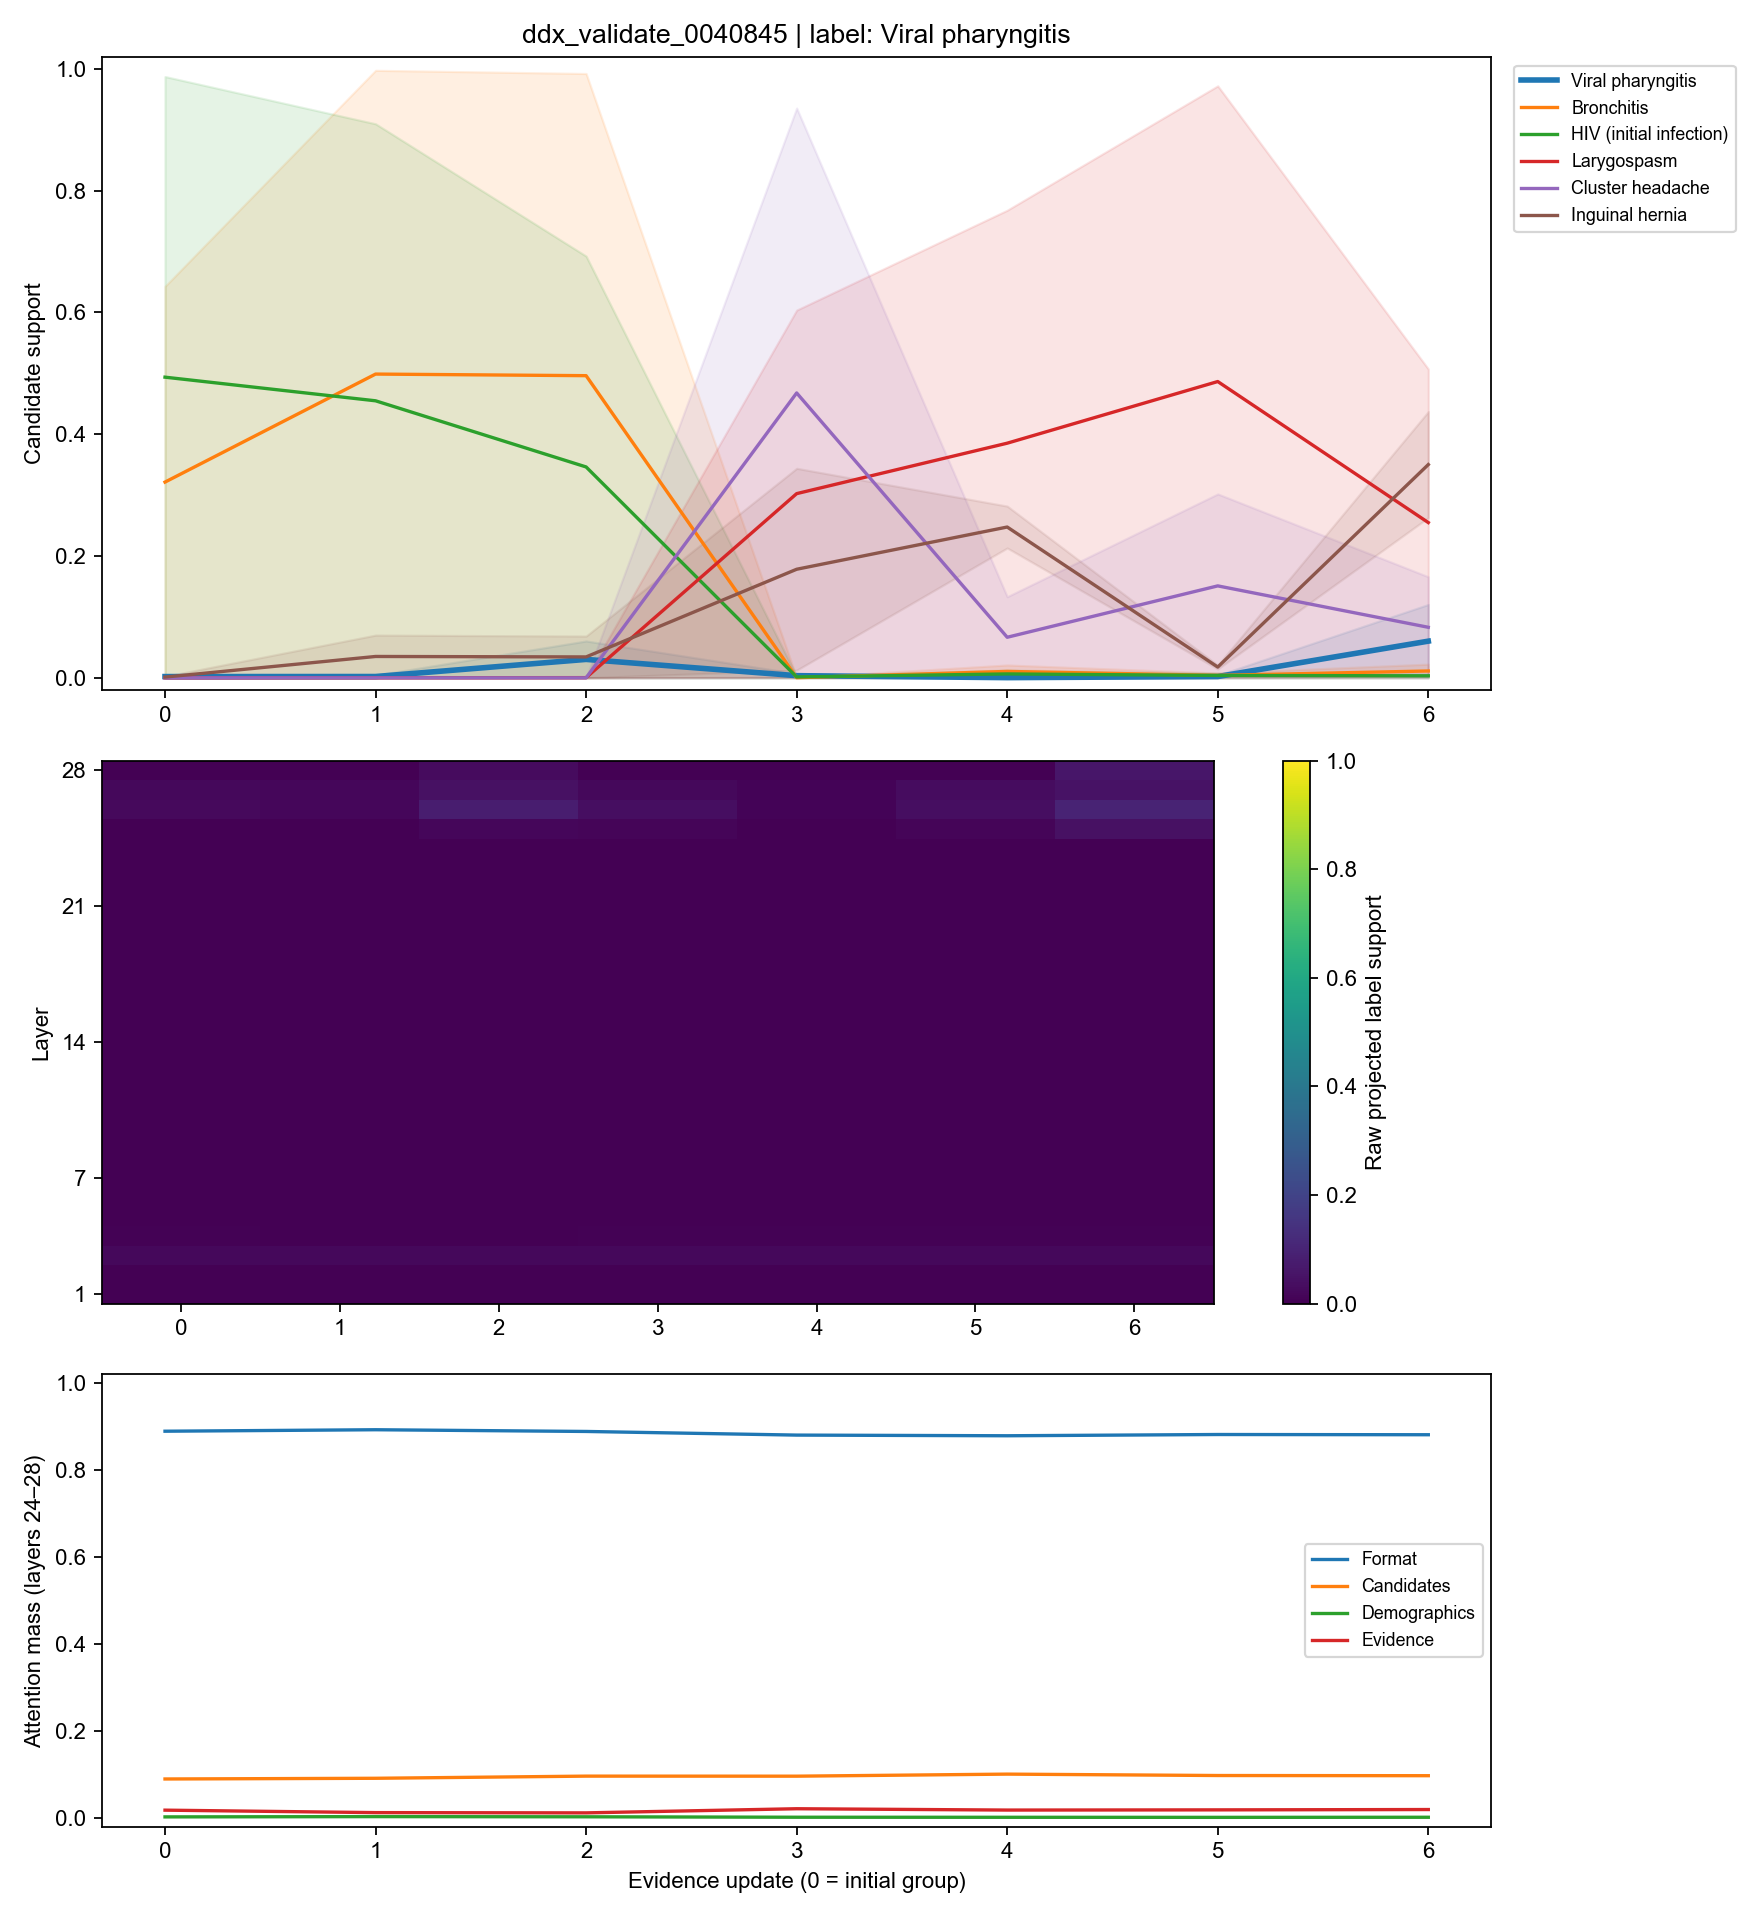 ddx_validate_0040845 | label: Viral pharyngitis
Candidate support
1.0
0.8
0.6
0.4
0.2
0.0
0 1 2 3 4 5 6
Viral pharyngitis
Bronchitis
HIV (initial infection)
Larygospasm
Cluster headache
Inguinal hernia
Layer
28
21
14
7
1
0 1 2 3 4 5 6
1.0
0.8
0.6
0.4
0.2
0.0
Raw projected label support
Attention mass (layers 24–28)
1.0
0.8
0.6
0.4
0.2
0.0
Format
Candidates
Demographics
Evidence
0 1 2 3 4 5 6
Evidence update (0 = initial group)